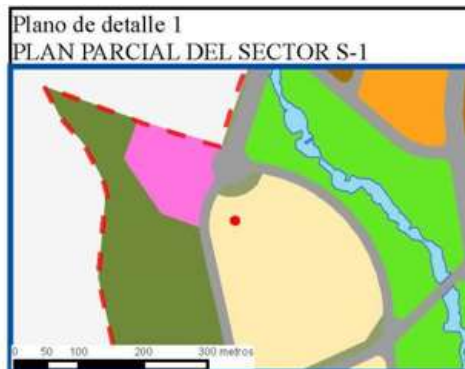 Plano de detalle 1
PLAN PARCIAL DEL SECTOR S-1
0 50 100 200 300 metros